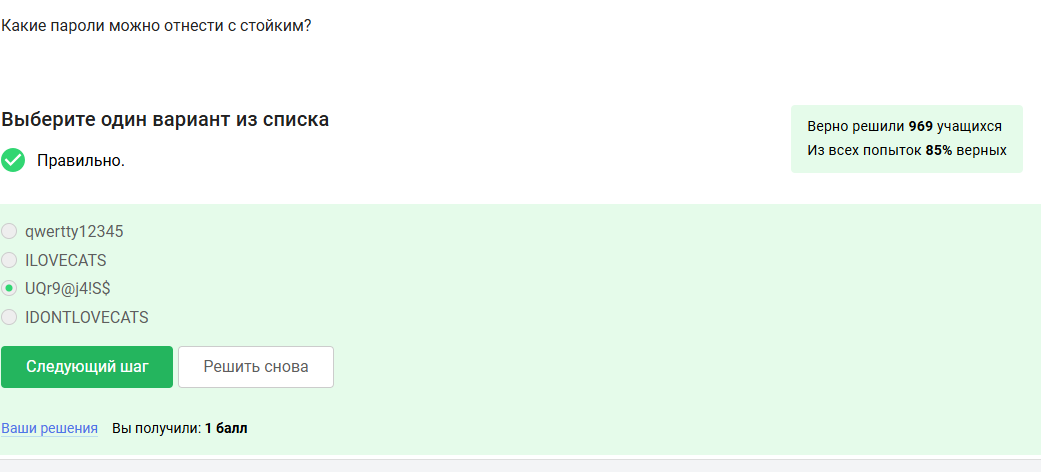 Какие пароли можно отнести с стойким?
Выберите один вариант из списка
Верно решили 969 учащихся
Из всех попыток 85% верных
Правильно.
qwertty12345
ILOVECATS
UQr9@j4!S$
IDONTLOVECATS
Следующий шаг Решить снова
Ваши решения Вы получили: 1 балл